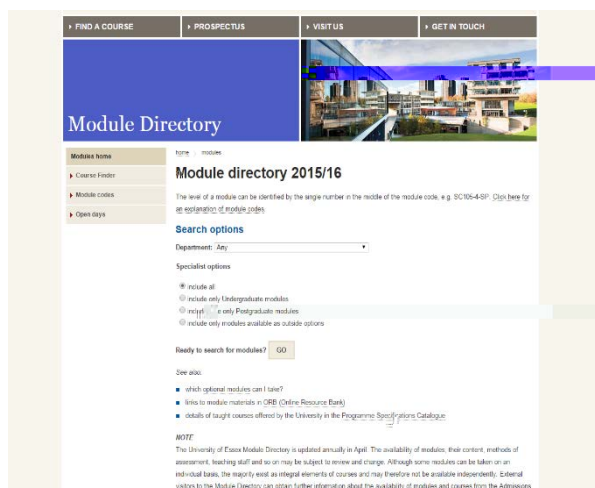 FIND A COURSE
PROSPECTUS
VISIT US
GET IN TOUCH
Module Directory
Modules home
Course Finder
Module codes
Open days
home modules
Module directory 2015/16
The level of a module can be identified by the single number in the middle of the module code, e.g. SC105-4-SP. Click here for
an explanation of module codes.
Search options
Department: Any
Specialist options
include all
include only Undergraduate modules
include only Postgraduate modules
include only modules available as outside options
Ready to search for modules? GO
See also:
which optional modules can I take?
links to module materials in ORB (Online Resource Bank)
details of taught courses offered by the University in the Programme Specifications Catalogue
NOTE
The University of Essex Module Directory is updated annually in April. The availability of modules, their content, methods of
assessment, teaching staff and so on may be subject to review and change. Although some modules can be taken on an
individual basis, the majority exist as integral elements of courses and may therefore not be available independently. External
visitors to the Module Directory can obtain further information about the availability of modules and courses from the Admissions